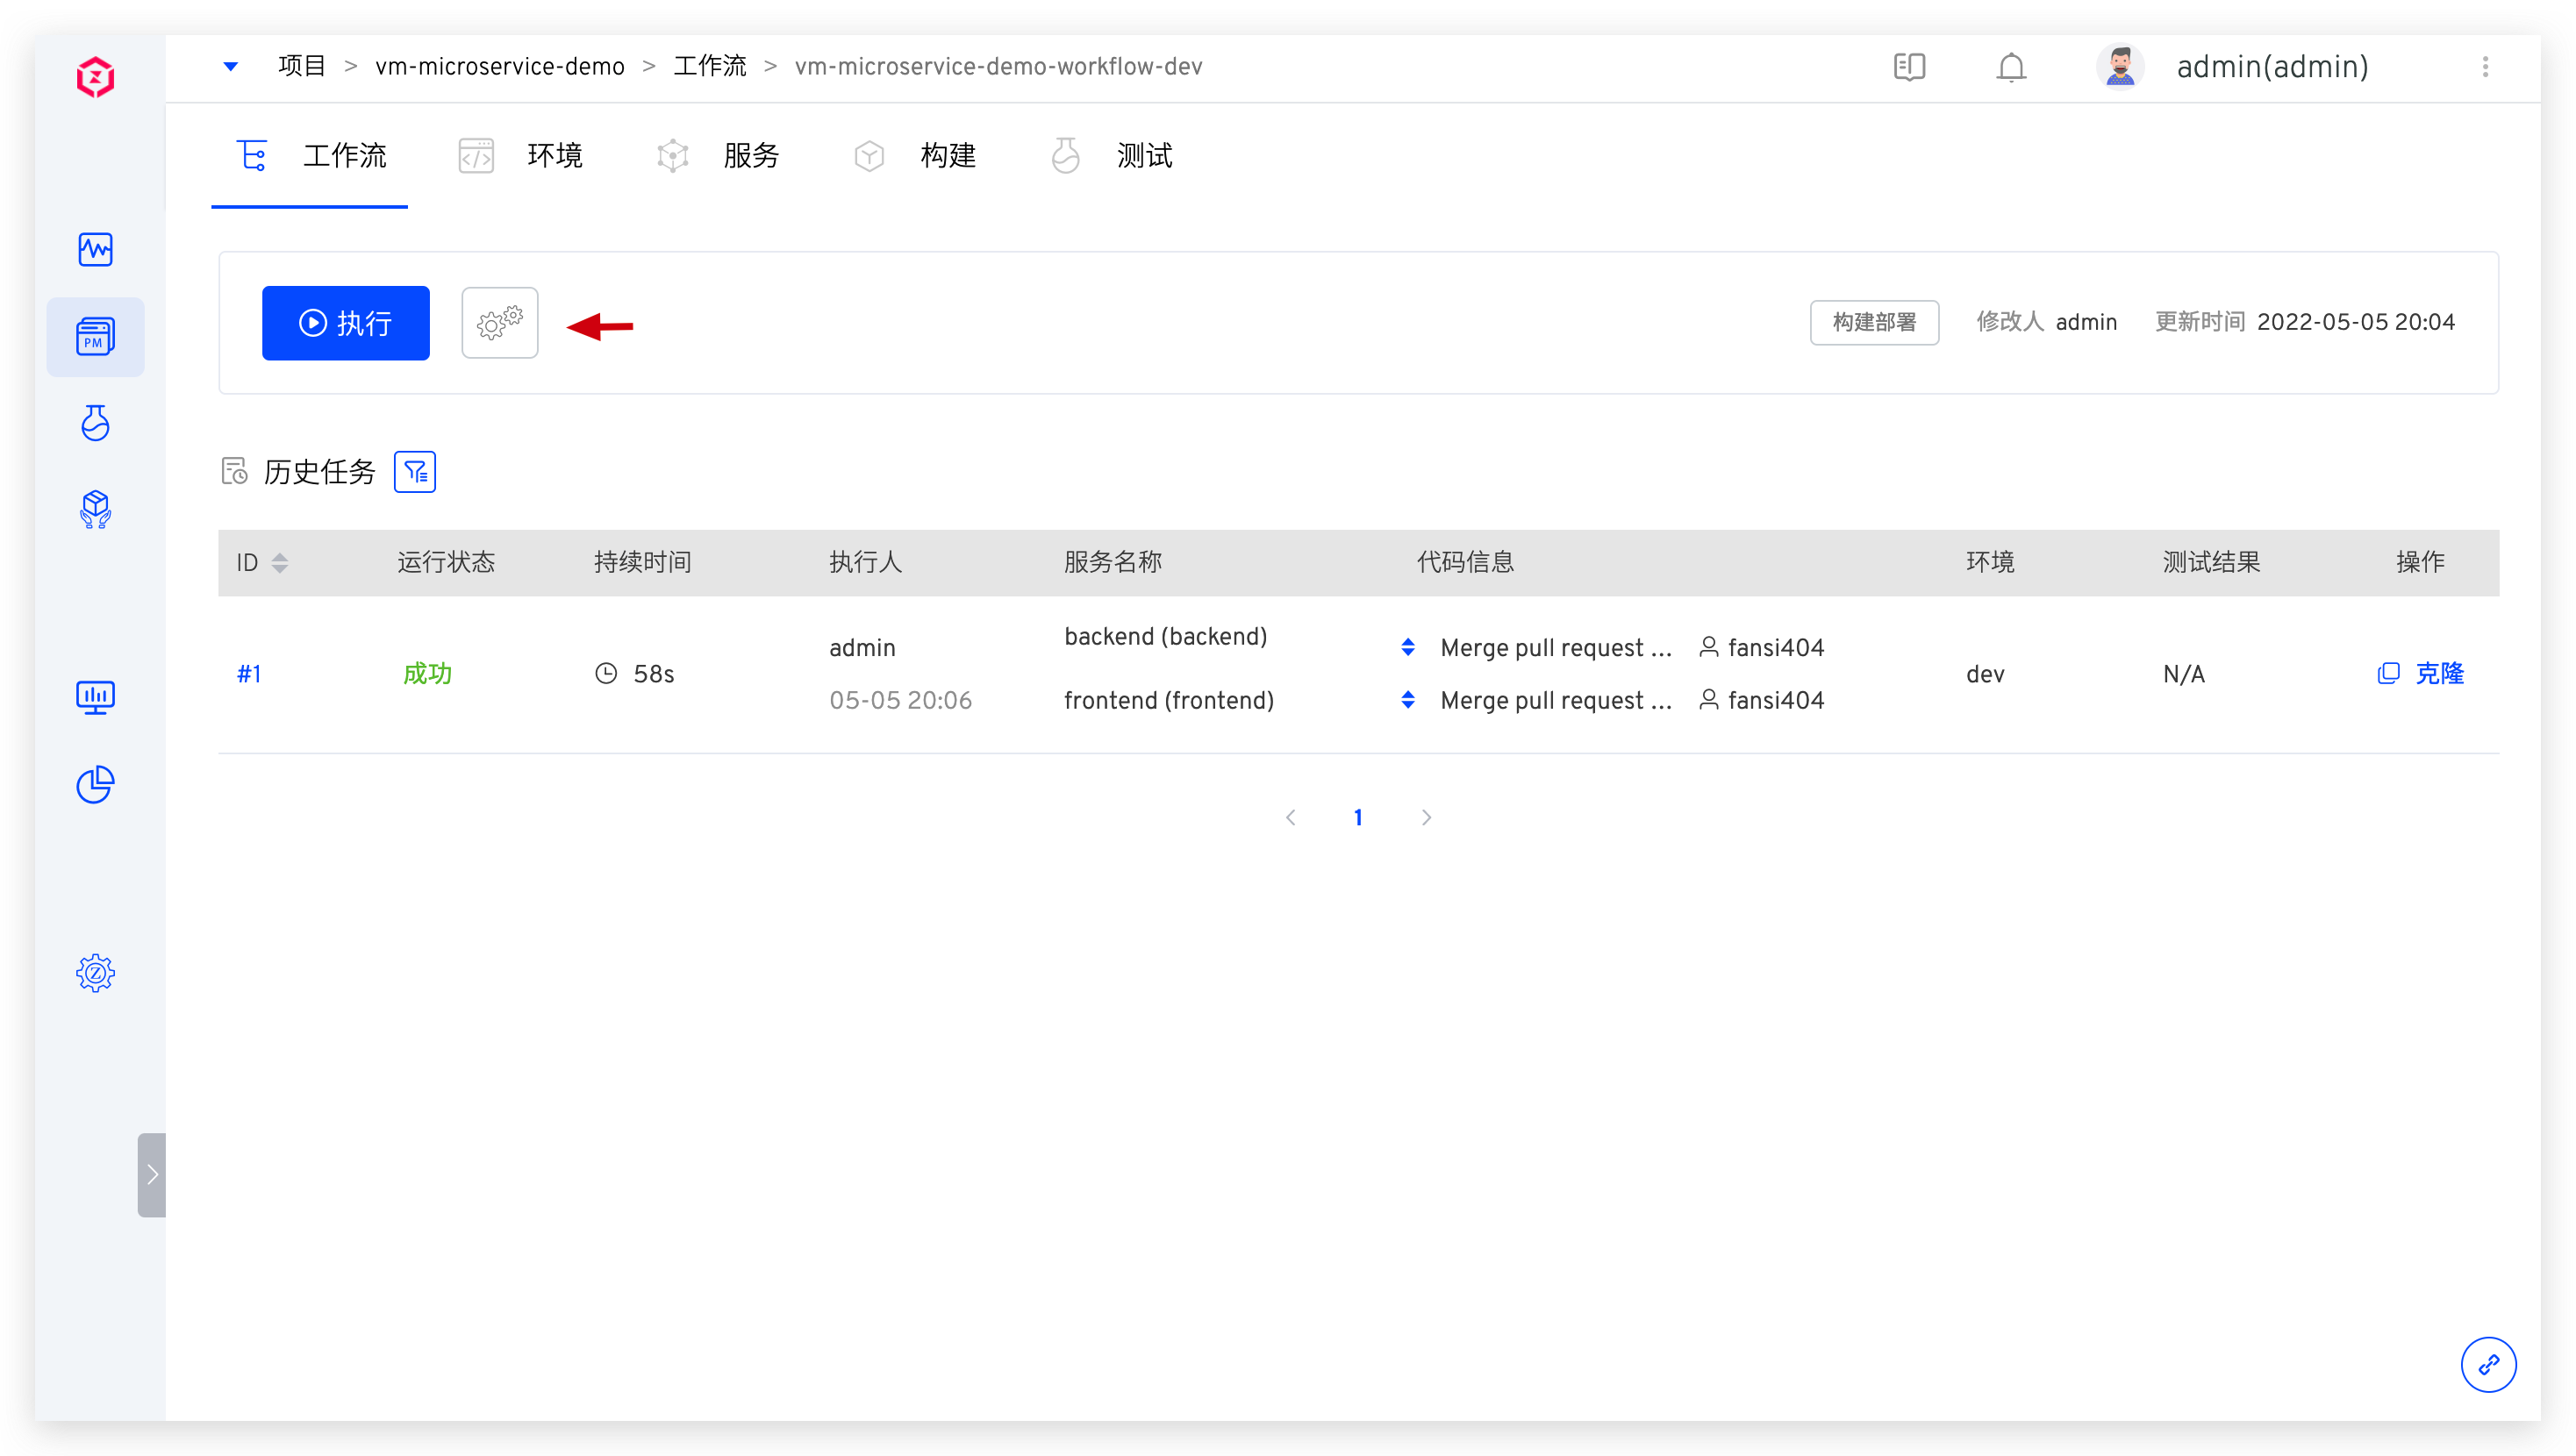 项目 > vm-microservice-demo > 工作流 > vm-microservice-demo-workflow-dev
admin(admin)
工作流 环境 服务 构建 测试
PM
执行
构建部署 修改人 admin 更新时间 2022-05-05 20:04
历史任务
ID 运行状态 持续时间 执行人 服务名称 代码信息 环境 测试结果 操作
#1 成功 58s admin backend (backend) Merge pull request ... fansi404 dev N/A 克隆
05-05 20:06 frontend (frontend) Merge pull request ... fansi404
1
Z